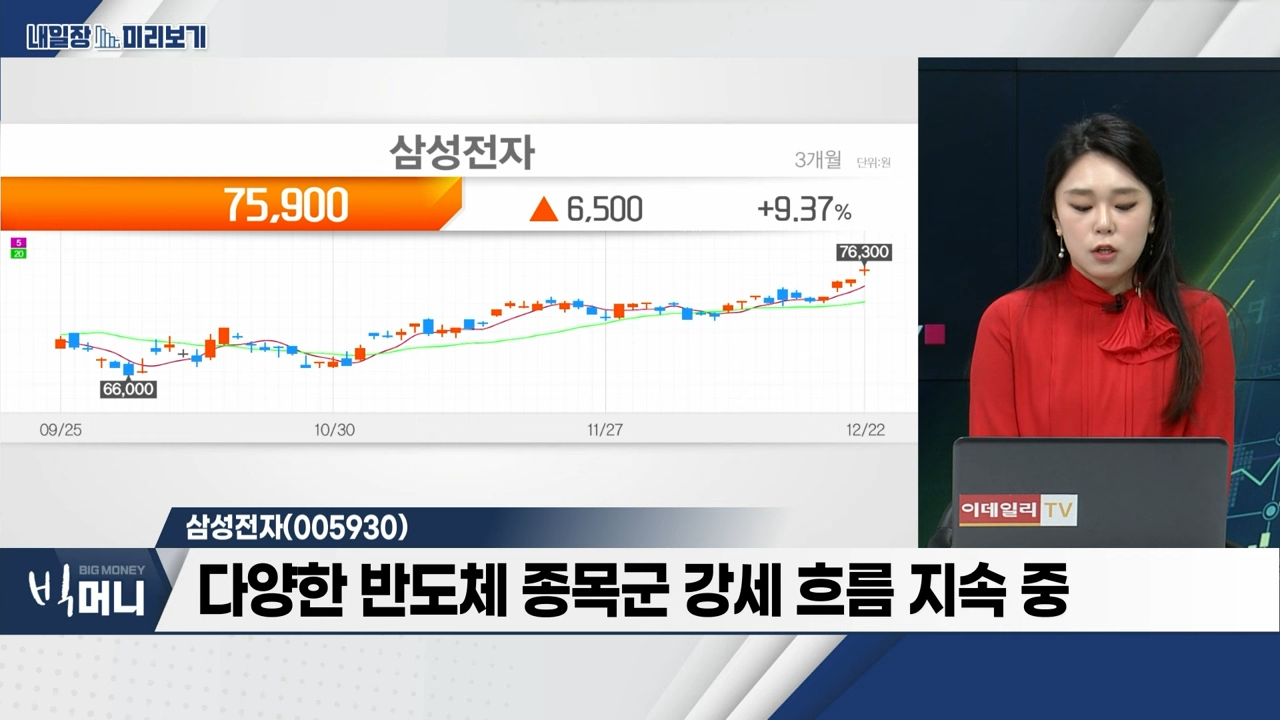 내일장 미리보기
삼성전자
3개월 단위:원
75,900 ▲ 6,500 +9.37%
5
20
76,300
66,000
09/25 10/30 11/27 12/22
이데일리TV
삼성전자(005930)
BIG MONEY
빅머니
다양한 반도체 종목군 강세 흐름 지속 중